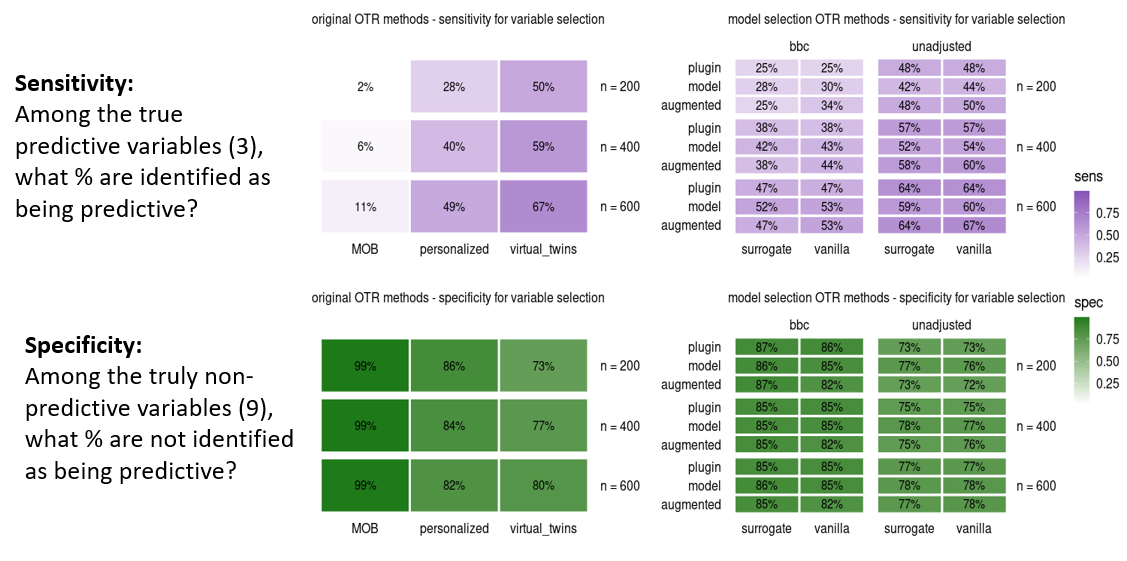 original OTR methods - sensitivity for variable selection
Sensitivity:
Among the true
predictive variables (3),
what % are identified as
being predictive?
2% 28% 50% n = 200
6% 40% 59% n = 400
11% 49% 67% n = 600
MOB personalized virtual_twins
model selection OTR methods - sensitivity for variable selection
bbc unadjusted
plugin 25% 25% 48% 48%
model 28% 30% 42% 44% n = 200
augmented 25% 34% 48% 50%
plugin 38% 38% 57% 57%
model 42% 43% 52% 54% n = 400
augmented 38% 44% 58% 60%
plugin 47% 47% 64% 64%
model 52% 53% 59% 60% n = 600
augmented 47% 53% 64% 67%
surrogate vanilla surrogate vanilla
sens
0.75
0.50
0.25
original OTR methods - specificity for variable selection
Specificity:
Among the truly non-
predictive variables (9),
what % are not identified
as being predictive?
99% 86% 73% n = 200
99% 84% 77% n = 400
99% 82% 80% n = 600
MOB personalized virtual_twins
model selection OTR methods - specificity for variable selection
bbc unadjusted
plugin 87% 86% 73% 73%
model 86% 85% 77% 76% n = 200
augmented 87% 82% 73% 72%
plugin 85% 85% 75% 75%
model 85% 85% 78% 77% n = 400
augmented 85% 82% 75% 76%
plugin 85% 85% 77% 77%
model 86% 85% 78% 78% n = 600
augmented 85% 82% 77% 78%
surrogate vanilla surrogate vanilla
spec
0.75
0.50
0.25